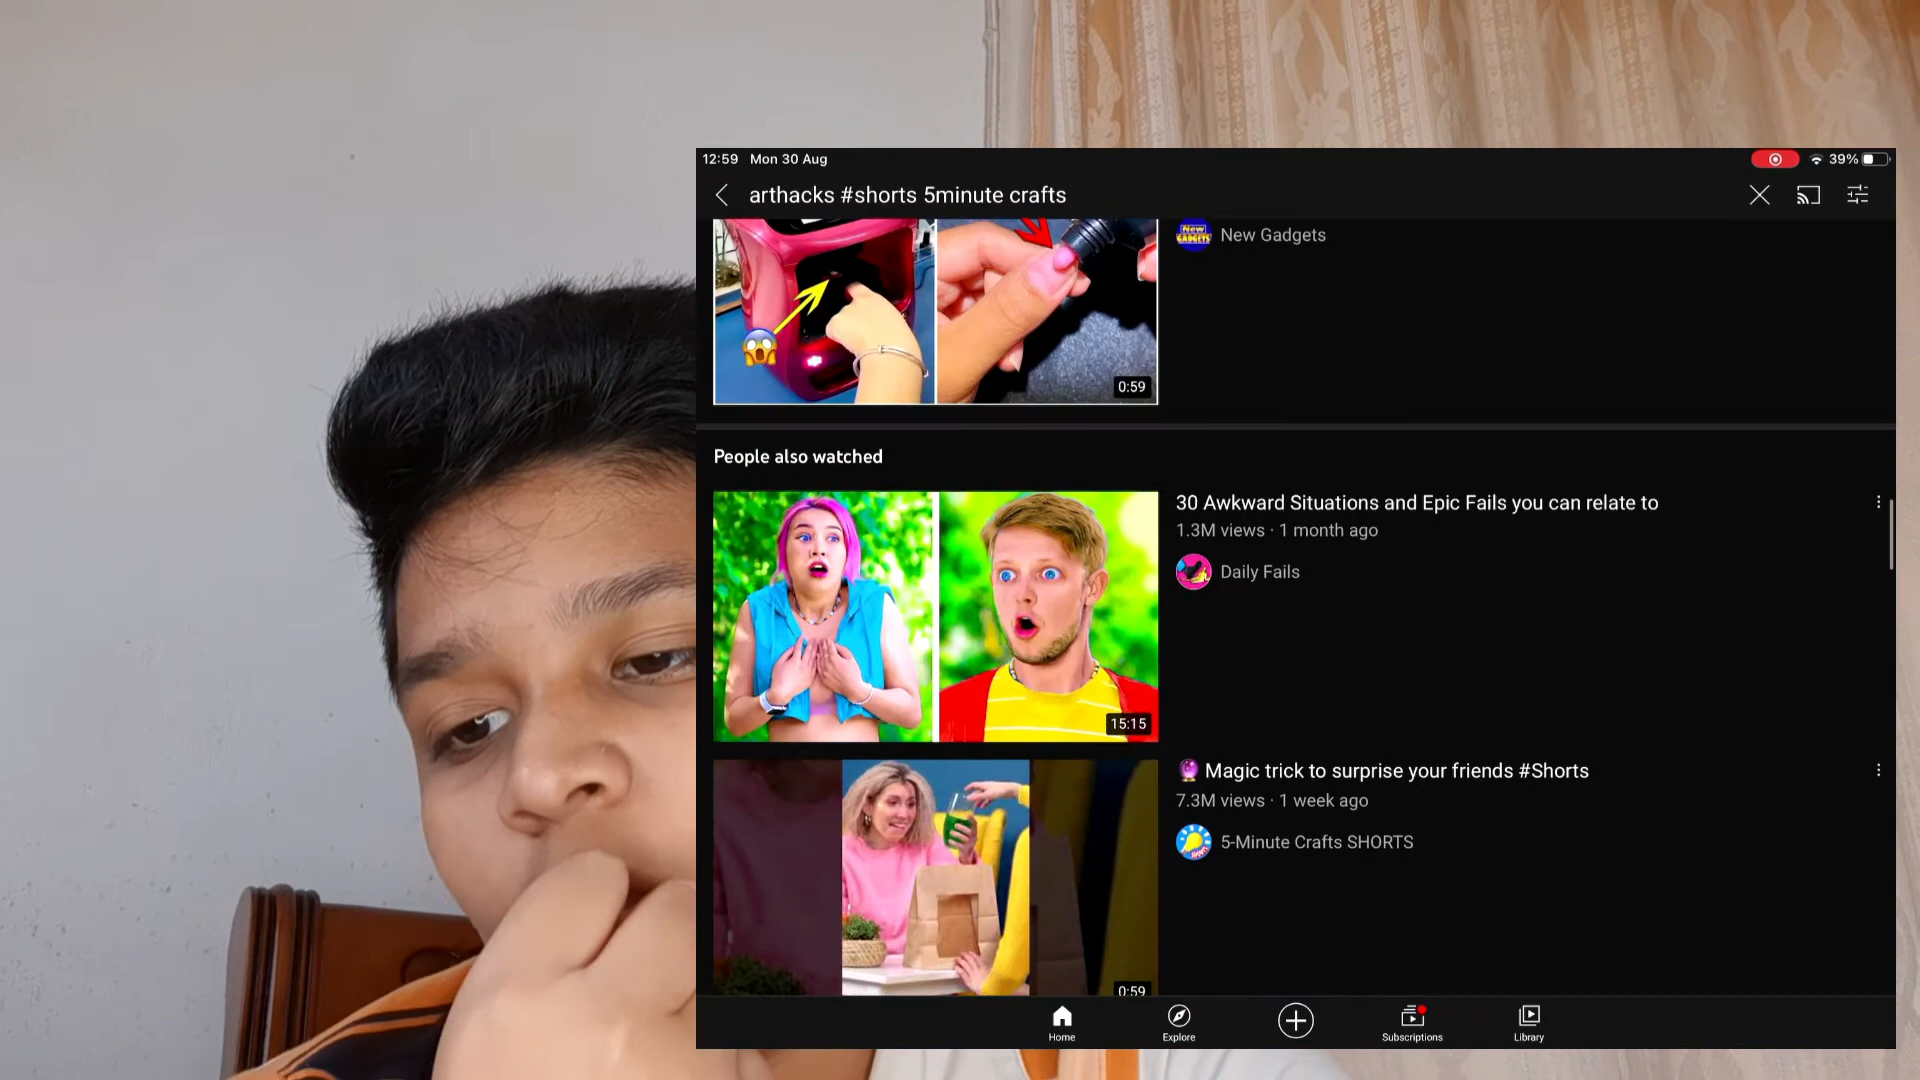 12:59 Mon 30 Aug
39%
arthacks #shorts 5minute crafts
New GADGETS
New Gadgets
0:59
People also watched
30 Awkward Situations and Epic Fails you can relate to
1.3M views · 1 month ago
Daily Fails
15:15
Magic trick to surprise your friends #Shorts
7.3M views · 1 week ago
5-Minute Crafts SHORTS
0:59
Home
Explore
Subscriptions
Library